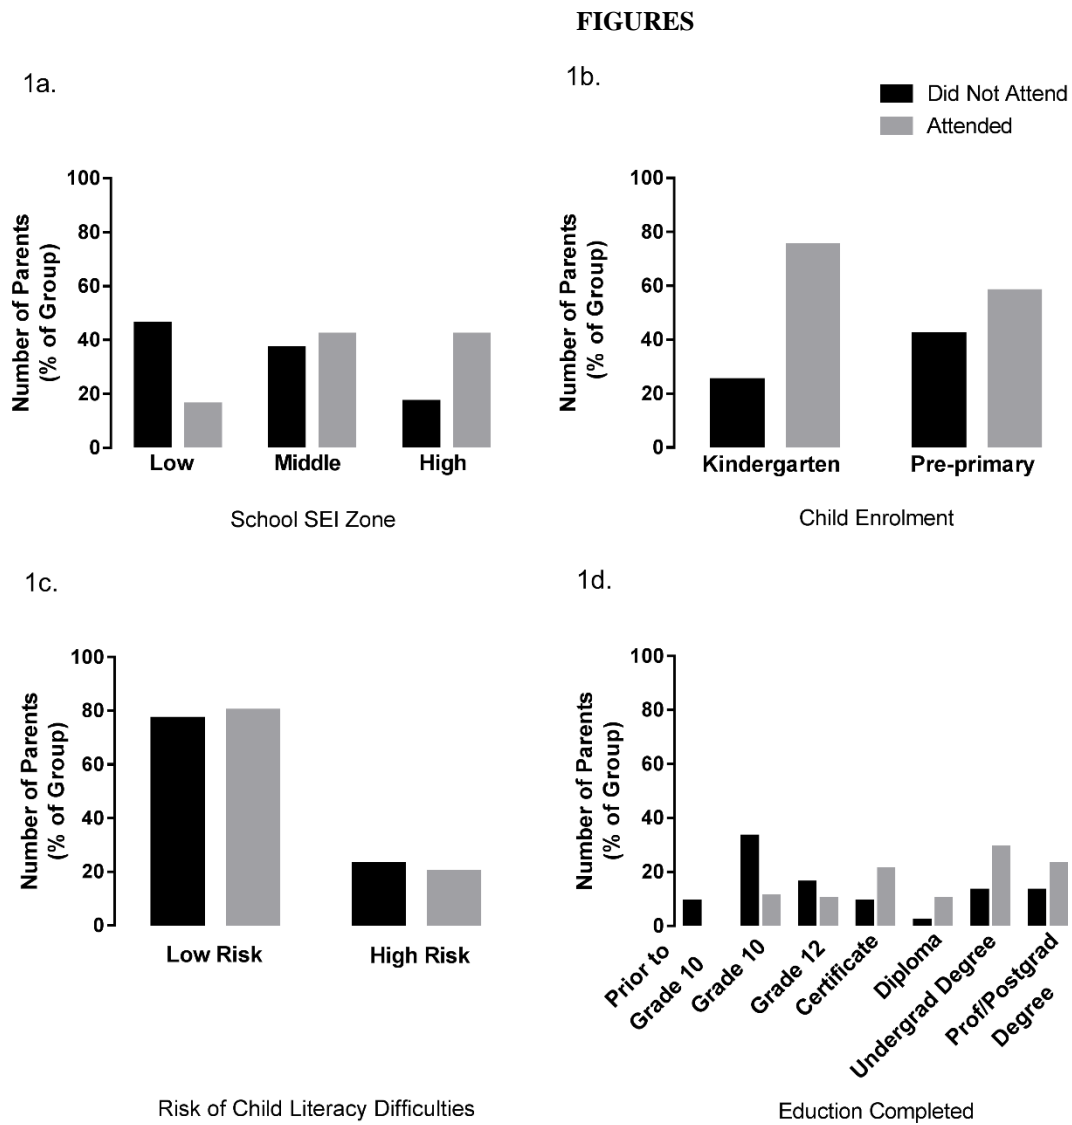 FIGURES
1a.
100
80
60
40
20
0
Number of Parents
(% of Group)
Low Middle High
School SEI Zone
1b.
Did Not Attend
Attended
100
80
60
40
20
0
Number of Parents
(% of Group)
Kindergarten Pre-primary
Child Enrolment
1c.
100
80
60
40
20
0
Number of Parents
(% of Group)
Low Risk High Risk
Risk of Child Literacy Difficulties
1d.
100
80
60
40
20
0
Number of Parents
(% of Group)
Prior to
Grade 10
Grade 10
Grade 12
Certificate
Diploma
Undergrad Degree
Prof/Postgrad
Degree
Eduction Completed